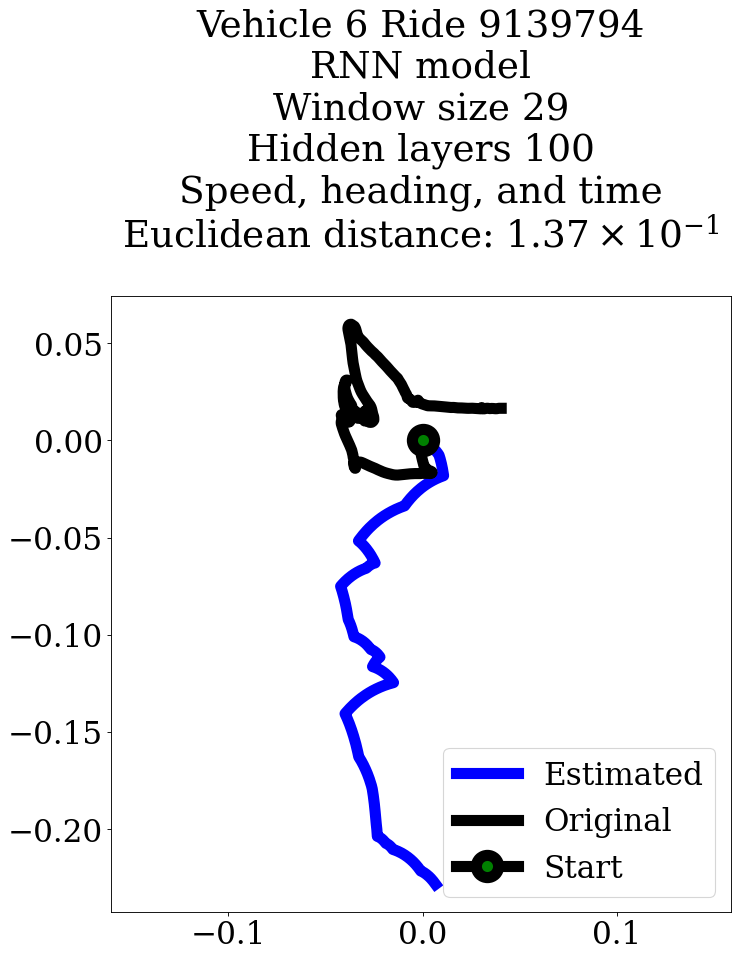 Vehicle 6 Ride 9139794
RNN model
Window size 29
Hidden layers 100
Speed, heading, and time
Euclidean distance: 1.37 × 10⁻¹
0.05
0.00
−0.05
−0.10
−0.15
−0.20
Estimated
Original
Start
−0.1
0.0
0.1